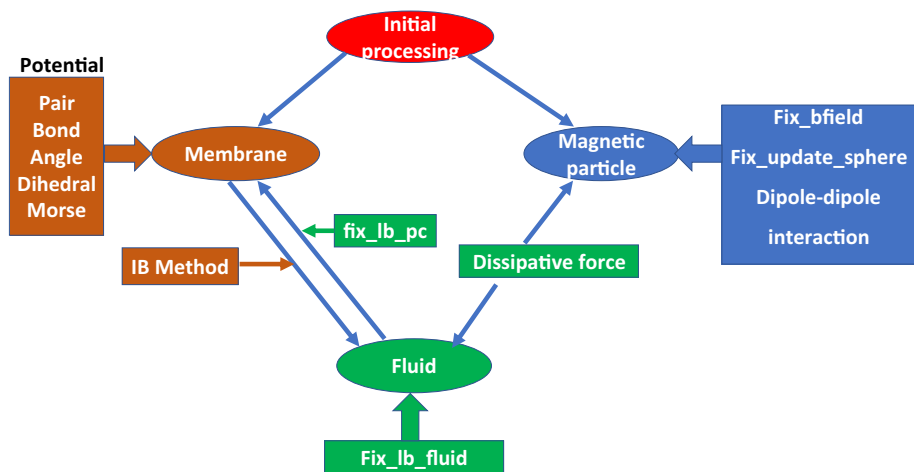 Initial
processing
Potential
Pair
Bond
Angle
Dihedral
Morse
Membrane
Magnetic
particle
Fix_bfield
Fix_update_sphere
Dipole-dipole
interaction
fix_lb_pc
IB Method
Dissipative force
Fluid
Fix_lb_fluid